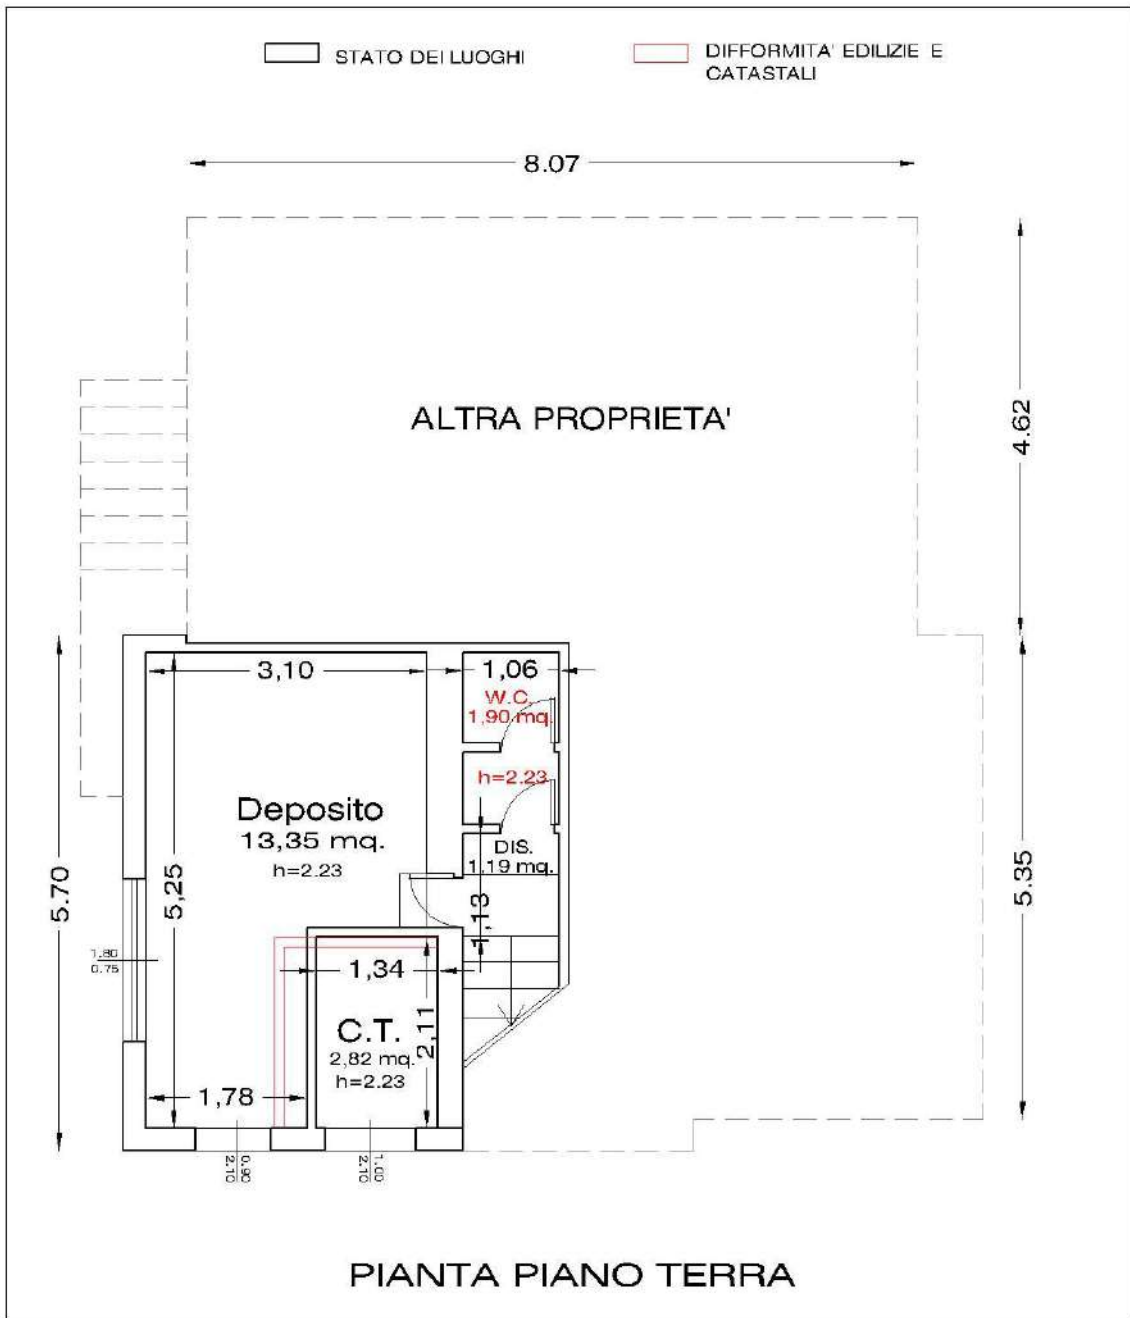 STATO DEI LUOGHI
DIFFORMITA' EDILIZIE E
CATASTALI
8.07
ALTRA PROPRIETA'
4.62
3,10
1,06
W.C.
1,90 mq.
h=2.23
Deposito
13,35 mq.
h=2.23
DIS.
1,19 mq.
5.70
5,25
1,13
5.35
1.80
0.75
1,34
C.T.
2,82 mq.
h=2.23
2,11
1,78
0.90
2.10
1.00
2.10
PIANTA PIANO TERRA